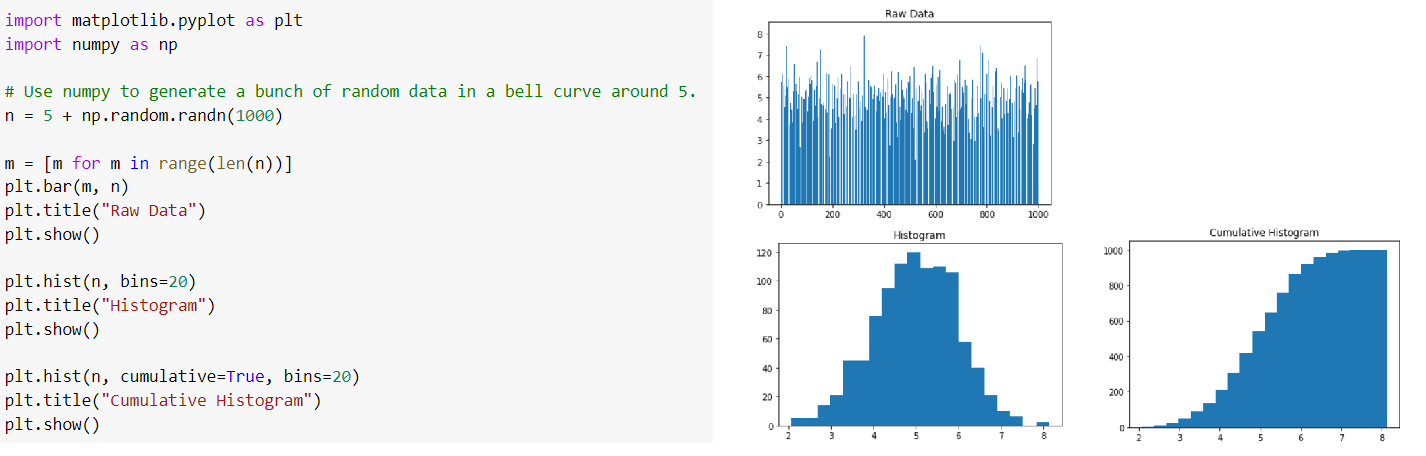 import matplotlib.pyplot as plt
import numpy as np
# Use numpy to generate a bunch of random data in a bell curve around 5.
n = 5 + np.random.randn(1000)
m = [m for m in range(len(n))]
plt.bar(m, n)
plt.title("Raw Data")
plt.show()
plt.hist(n, bins=20)
plt.title("Histogram")
plt.show()
plt.hist(n, cumulative=True, bins=20)
plt.title("Cumulative Histogram")
plt.show()
Raw Data
8
7
6
5
4
3
2
1
0
0 200 400 600 800 1000
Histogram
120
100
80
60
40
20
0
2 3 4 5 6 7 8
Cumulative Histogram
1000
800
600
400
200
0
2 3 4 5 6 7 8